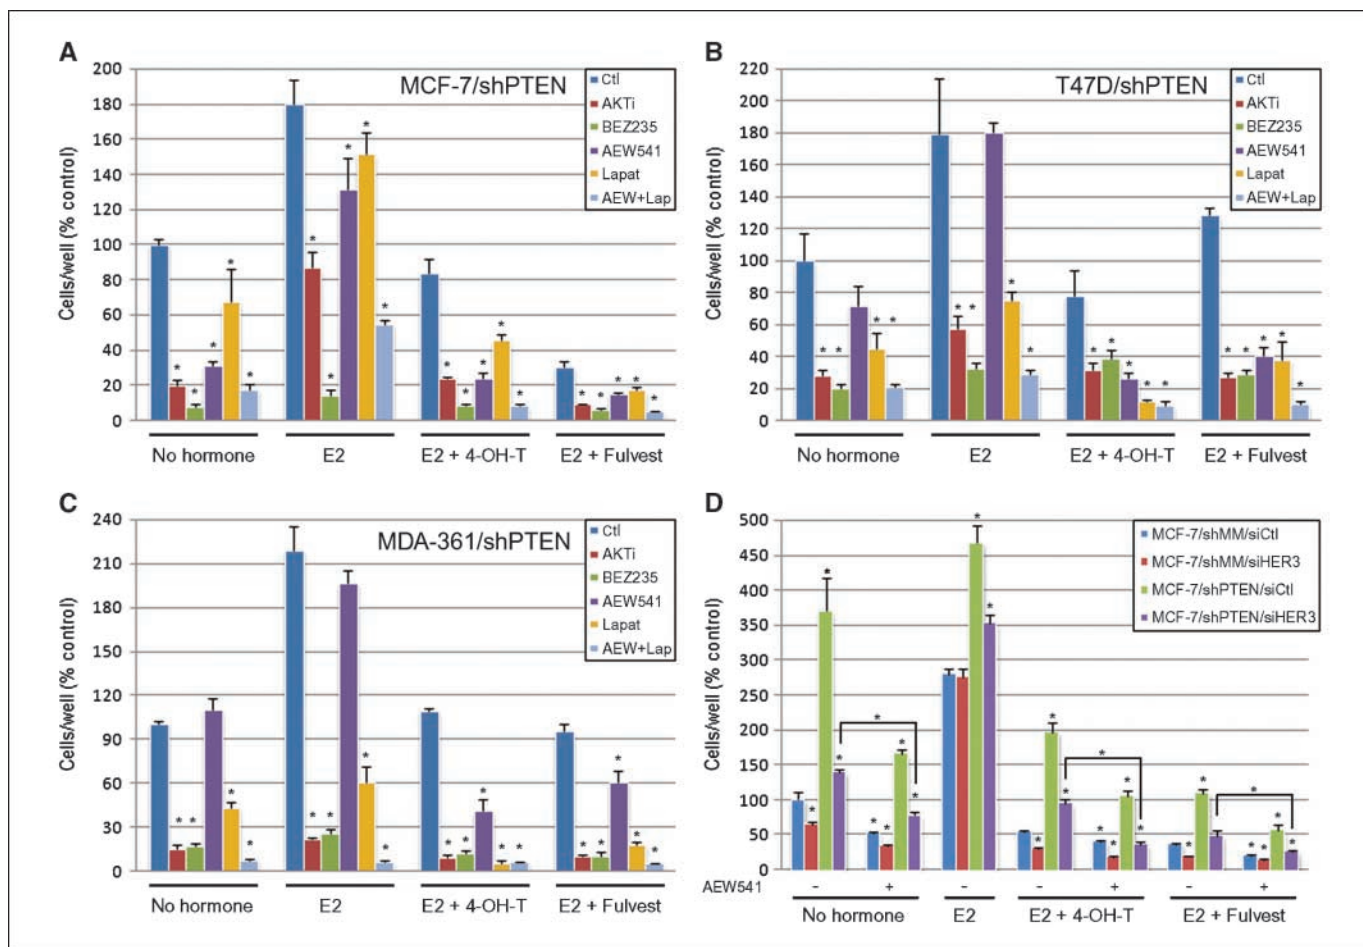 A
MCF-7/shPTEN
Cells/well (% control)
200
180
160
140
120
100
80
60
40
20
0
Ctl
AKTi
BEZ235
AEW541
Lapat
AEW+Lap
* * * * *
* * * * *
* * * * *
* * * * *
No hormone E2 E2 + 4-OH-T E2 + Fulvest
B
T47D/shPTEN
Cells/well (% control)
220
200
180
160
140
120
100
80
60
40
20
0
Ctl
AKTi
BEZ235
AEW541
Lapat
AEW+Lap
* * * *
* * * *
* * * * *
* * * * *
No hormone E2 E2 + 4-OH-T E2 + Fulvest
C
MDA-361/shPTEN
Cells/well (% control)
240
210
180
150
120
90
60
30
0
Ctl
AKTi
BEZ235
AEW541
Lapat
AEW+Lap
* * * *
* * * *
* * * * *
* * * * *
No hormone E2 E2 + 4-OH-T E2 + Fulvest
D
Cells/well (% control)
500
450
400
350
300
250
200
150
100
50
0
MCF-7/shMM/siCtl
MCF-7/shMM/siHER3
MCF-7/shPTEN/siCtl
MCF-7/shPTEN/siHER3
* * * * * * * *
* *
* * * * * * * *
* * * * * * * *
AEW541 – + – – + – +
No hormone E2 E2 + 4-OH-T E2 + Fulvest